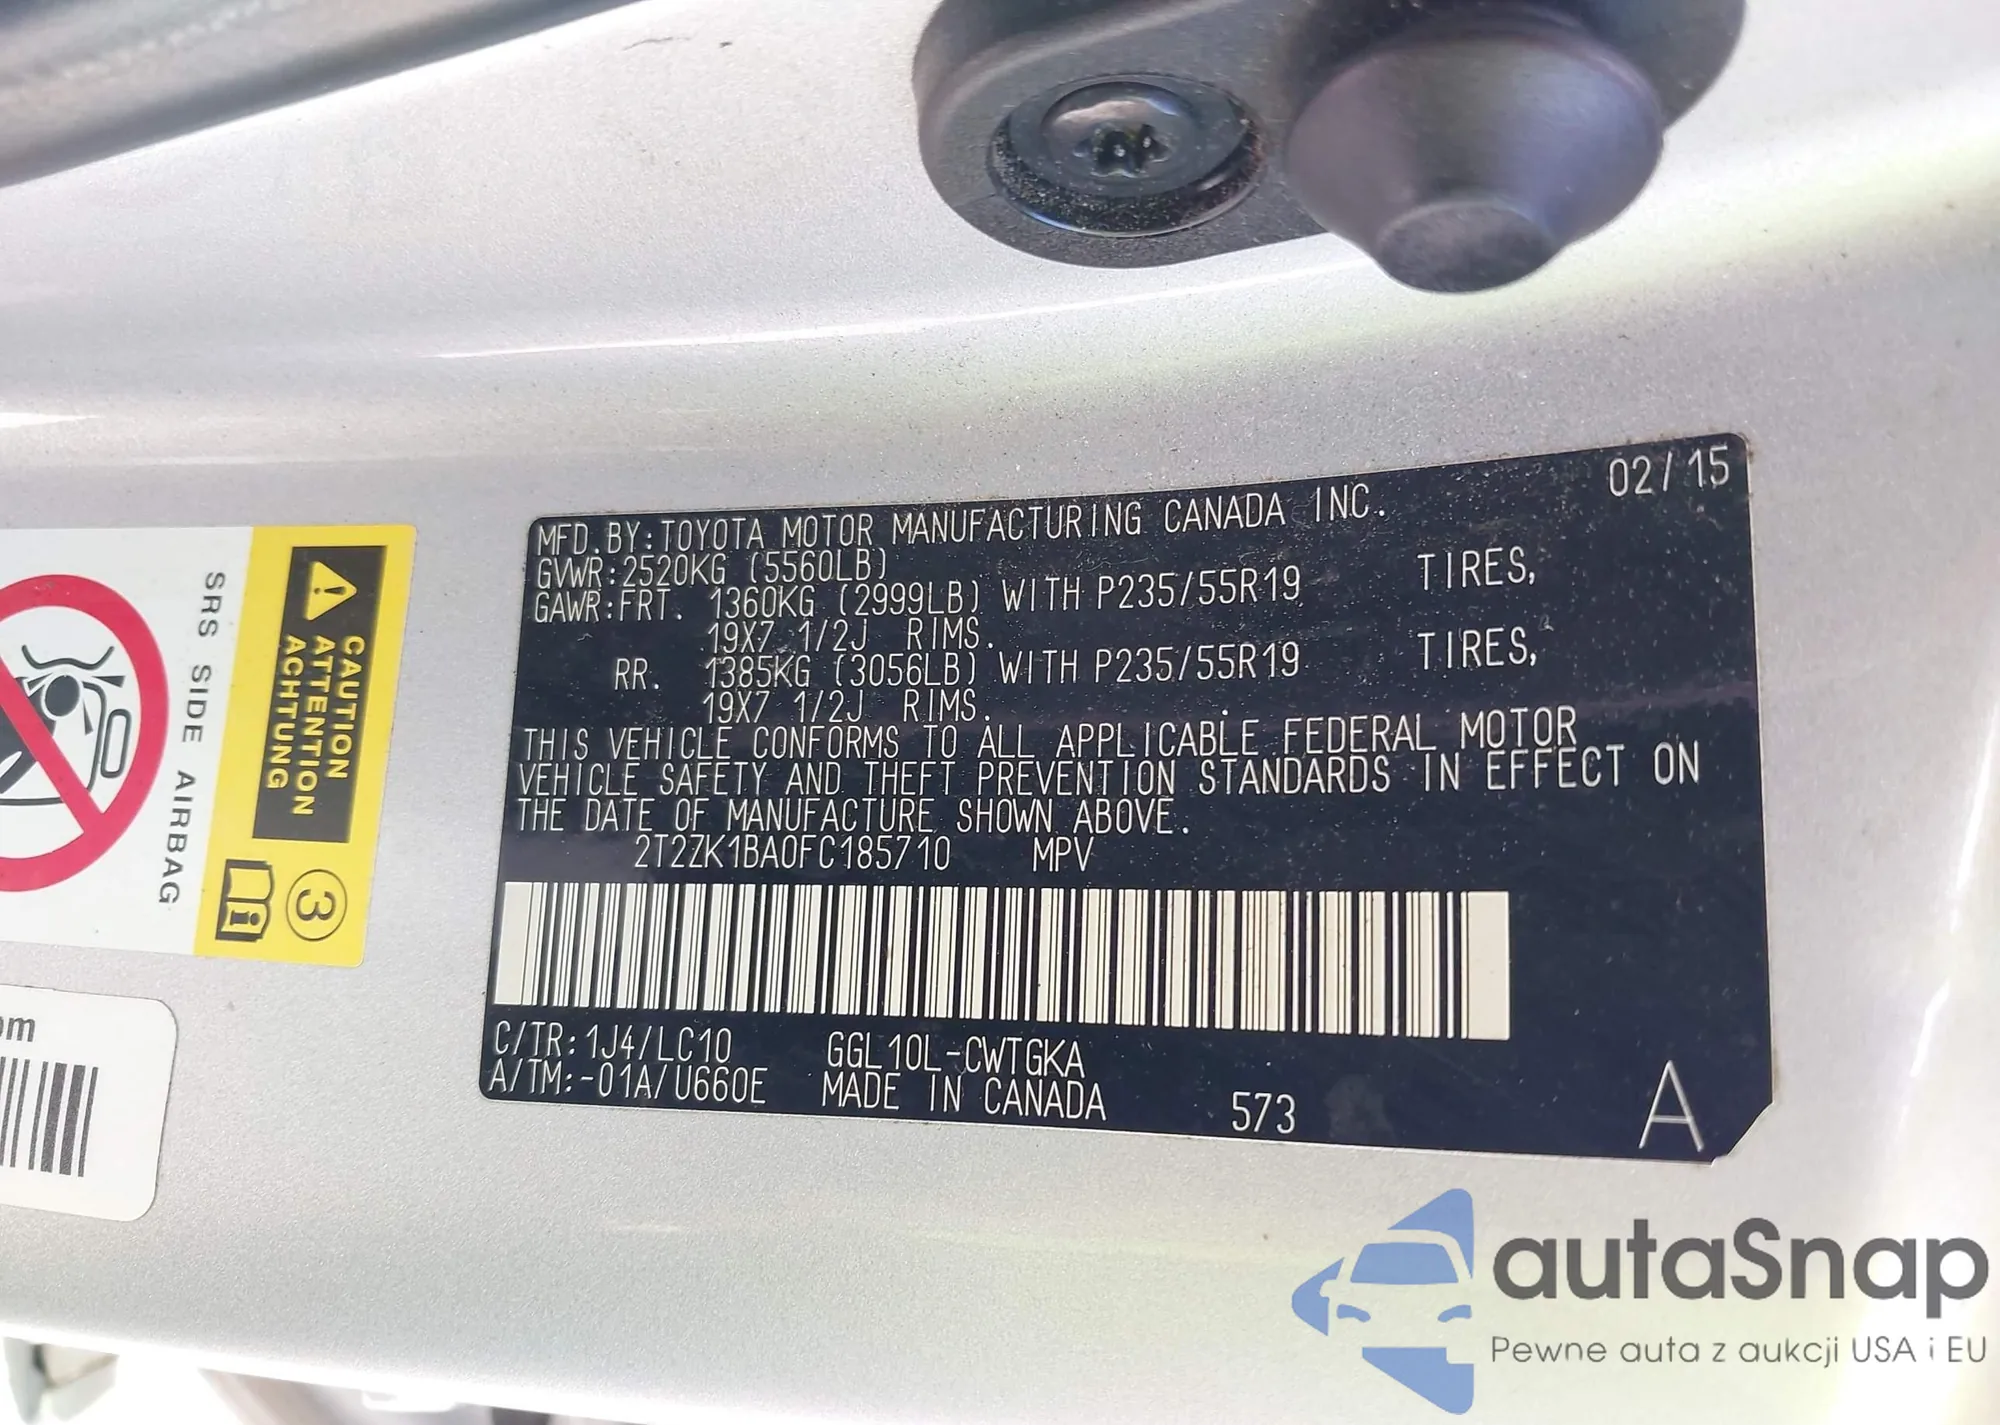 02/15
MFD.BY:TOYOTA MOTOR MANUFACTURING CANADA INC.
GVWR:2520KG (5560LB)
GAWR:FRT. 1360KG (2999LB) WITH P235/55R19 TIRES,
19X7 1/2J RIMS.
RR. 1385KG (3056LB) WITH P235/55R19 TIRES,
19X7 1/2J RIMS.
THIS VEHICLE CONFORMS TO ALL APPLICABLE FEDERAL MOTOR
VEHICLE SAFETY AND THEFT PREVENTION STANDARDS IN EFFECT ON
THE DATE OF MANUFACTURE SHOWN ABOVE.
2T2ZK1BA0FC185710 MPV
C/TR:1J4/LC10 GGL10L-CWTGKA
A/TM:-01A/U660E MADE IN CANADA 573 A
CAUTION
ATTENTION
ACHTUNG
3
SRS SIDE AIRBAG
autaSnap
Pewne auta z aukcji USA i EU